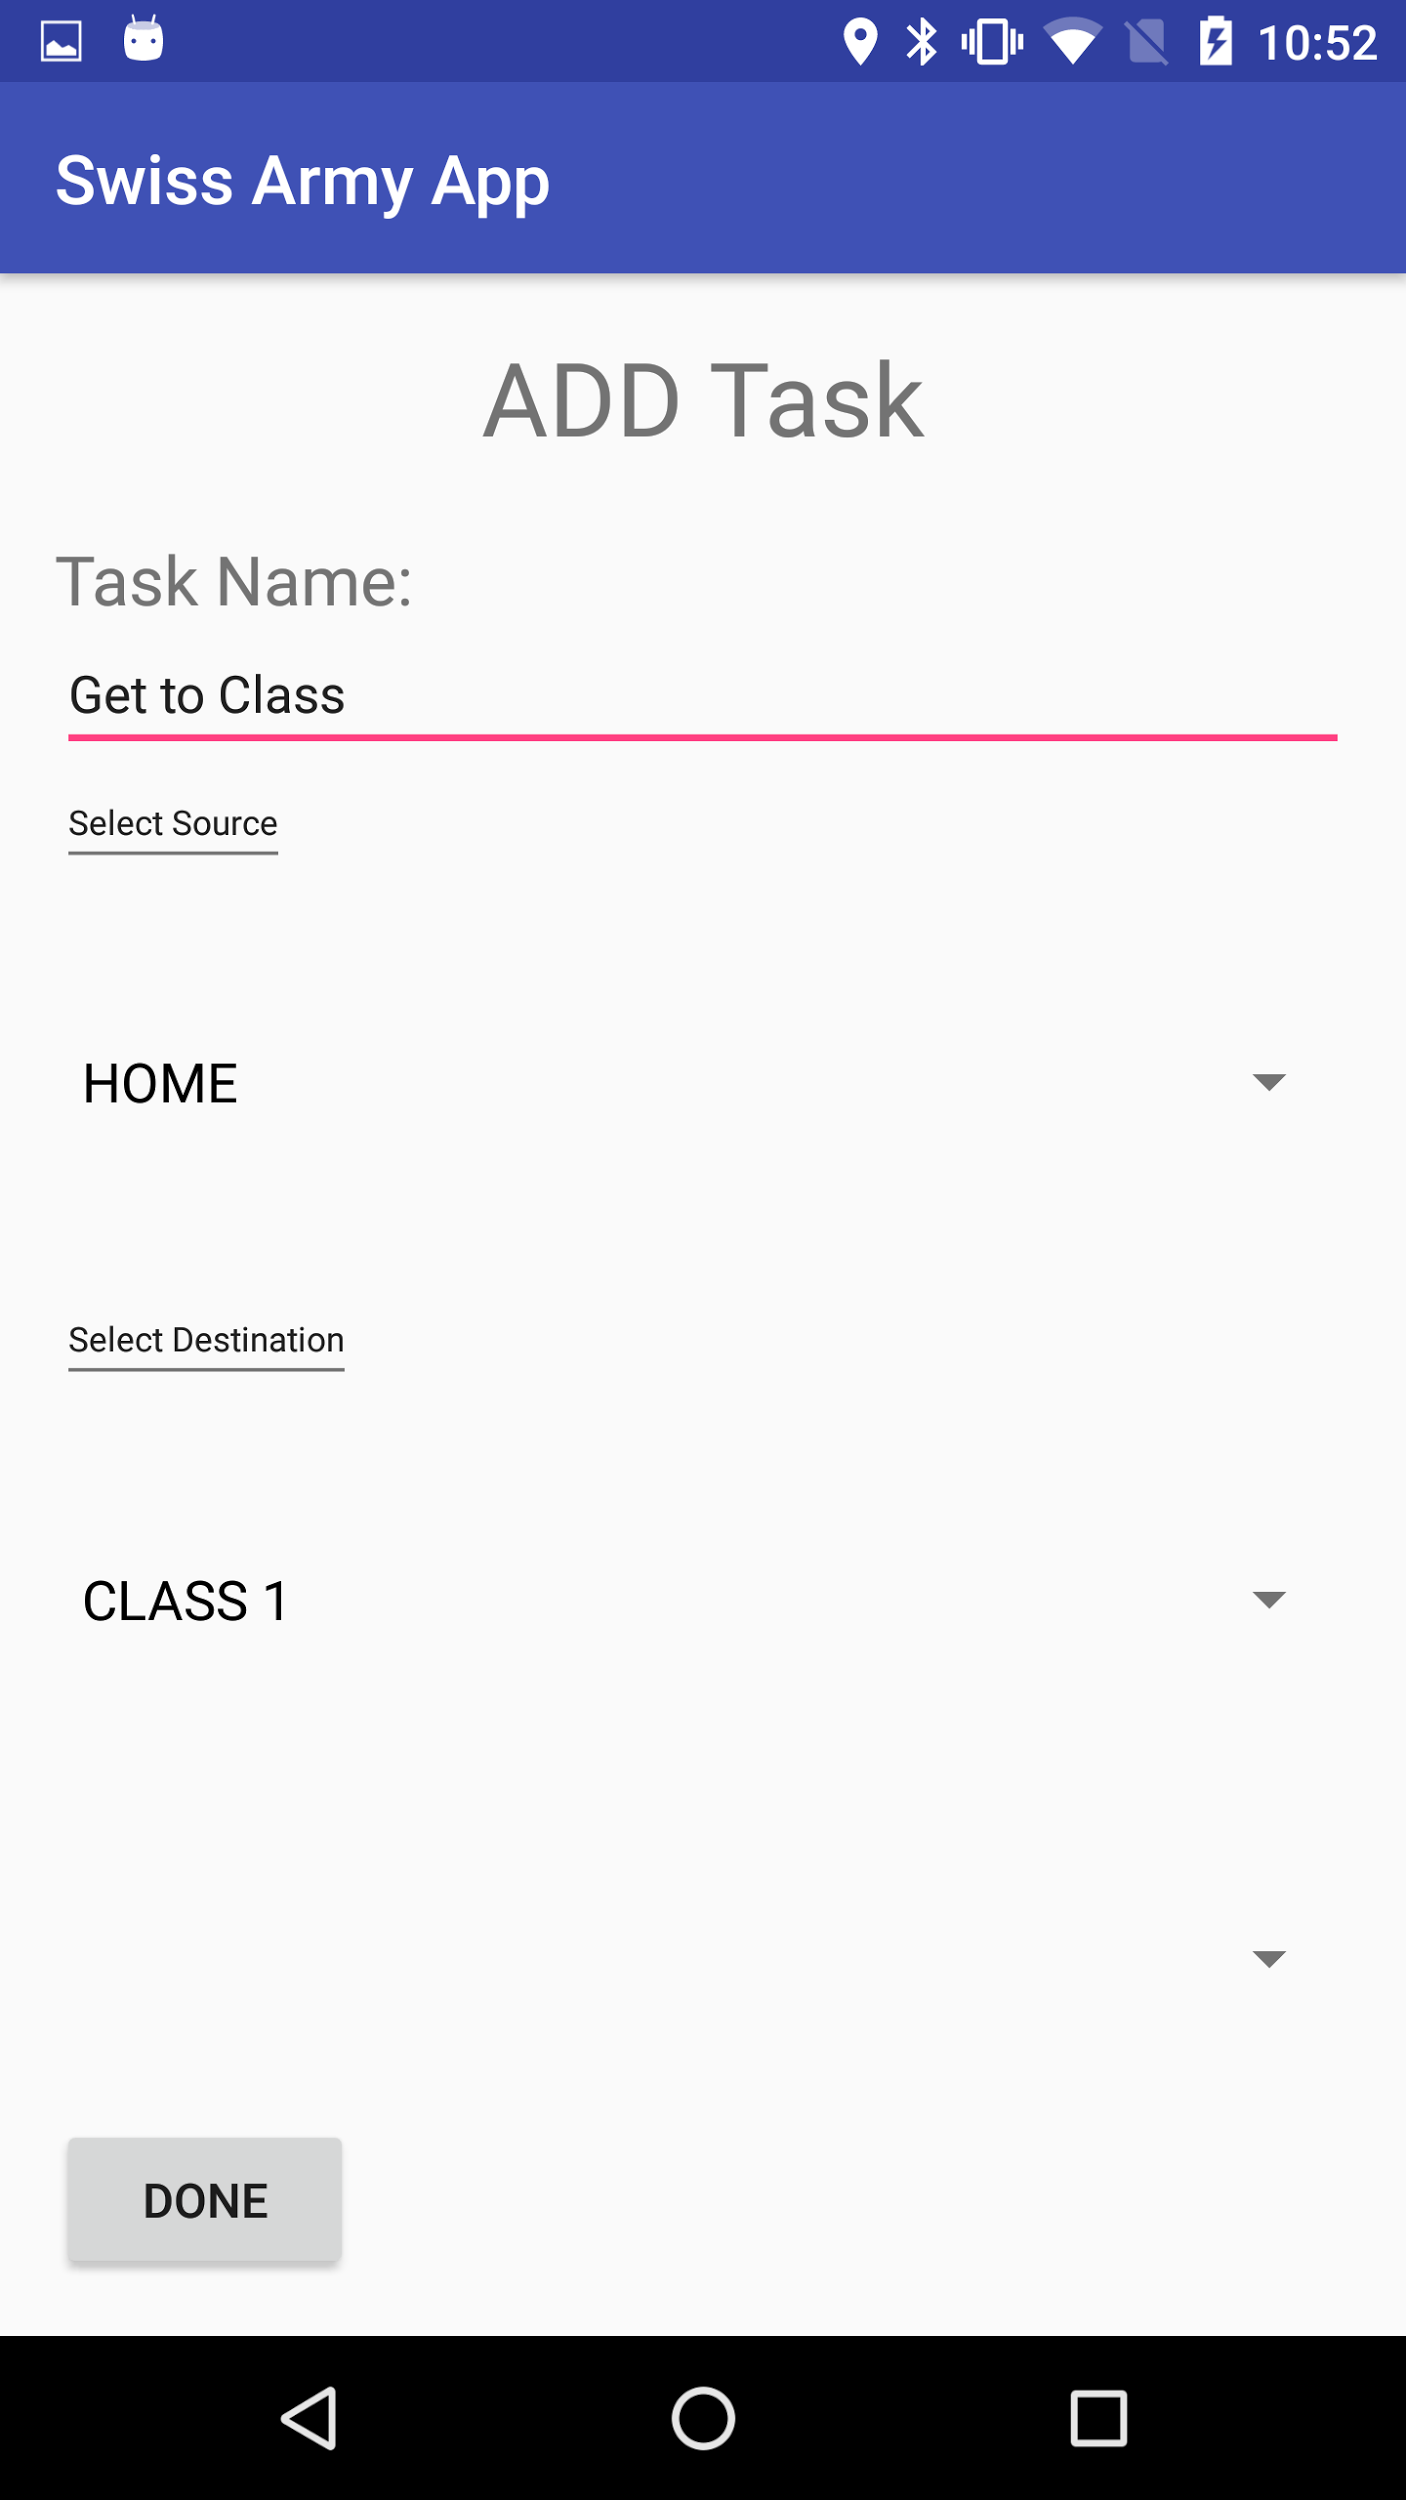 10:52
Swiss Army App
ADD Task
Task Name:
Get to Class
Select Source
HOME
Select Destination
CLASS 1
DONE